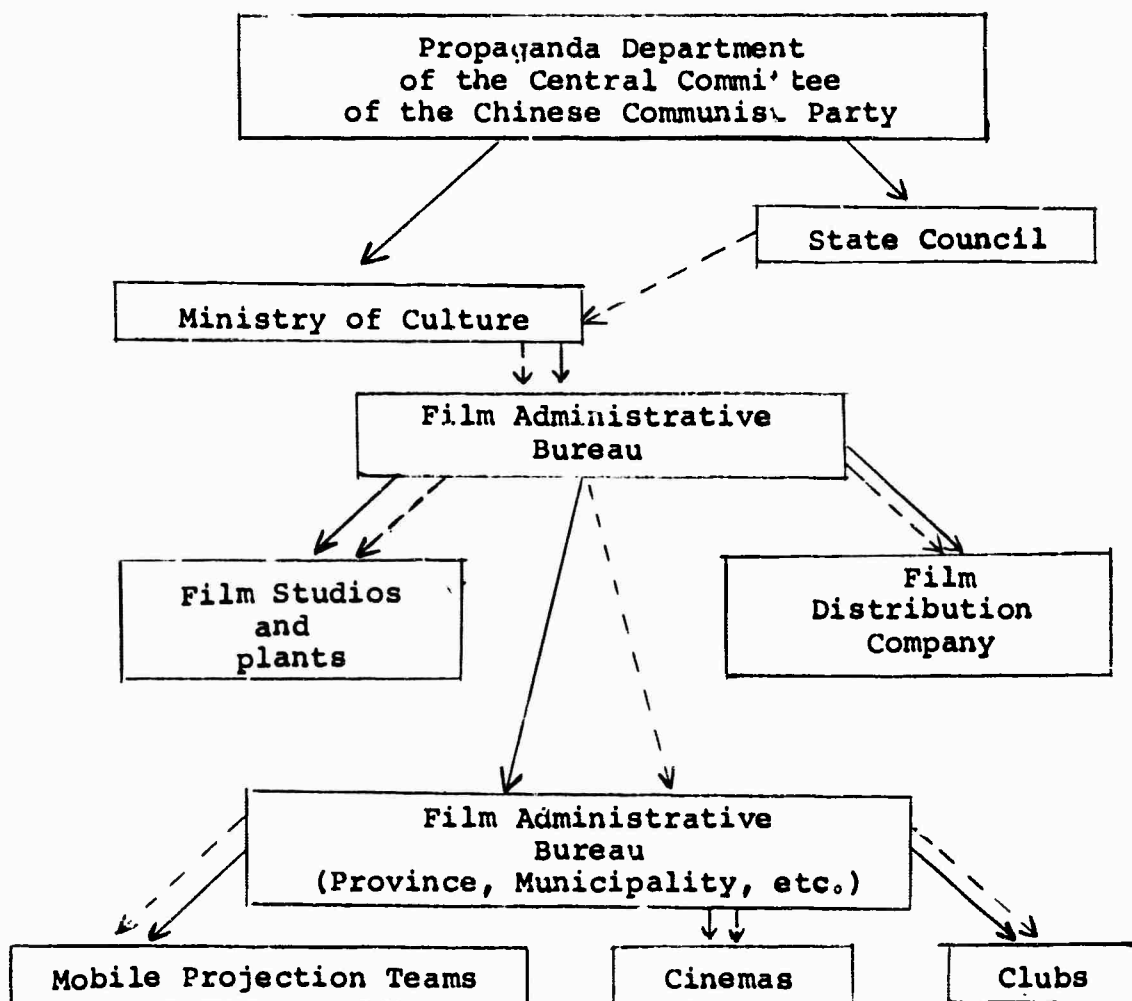 Propaganda Department
of the Central Committee
of the Chinese Communist Party
State Council
Ministry of Culture
Film Administrative
Bureau
Film Studios
and
plants
Film
Distribution
Company
Film Administrative
Bureau
(Province, Municipality, etc.)
Mobile Projection Teams
Cinemas
Clubs